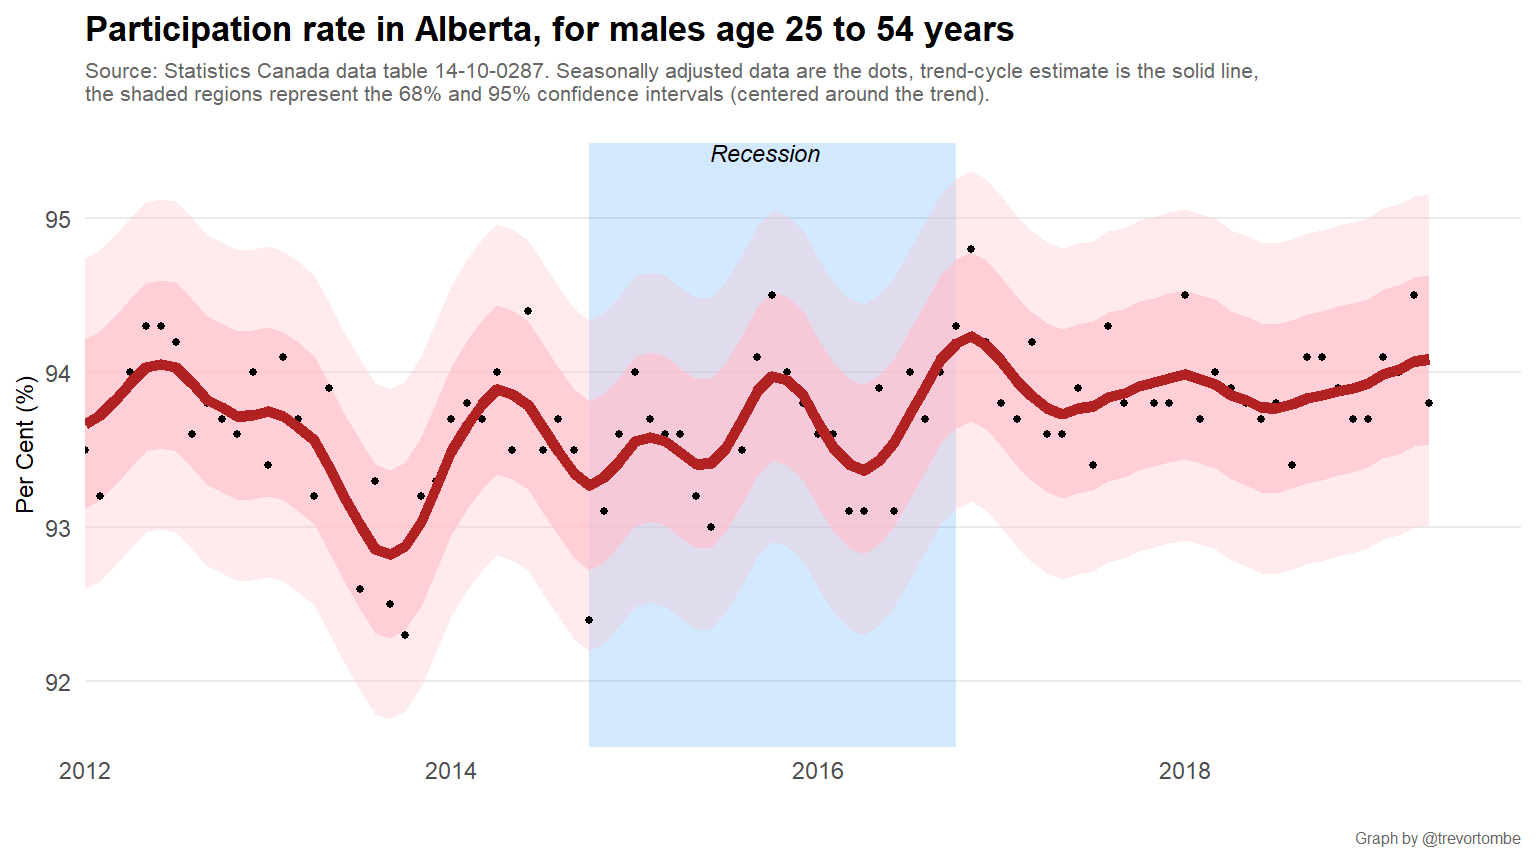 Participation rate in Alberta, for males age 25 to 54 years
Source: Statistics Canada data table 14-10-0287. Seasonally adjusted data are the dots, trend-cycle estimate is the solid line,
the shaded regions represent the 68% and 95% confidence intervals (centered around the trend).
Recession
95
94
93
92
Per Cent (%)
2012
2014
2016
2018
Graph by @trevortombe